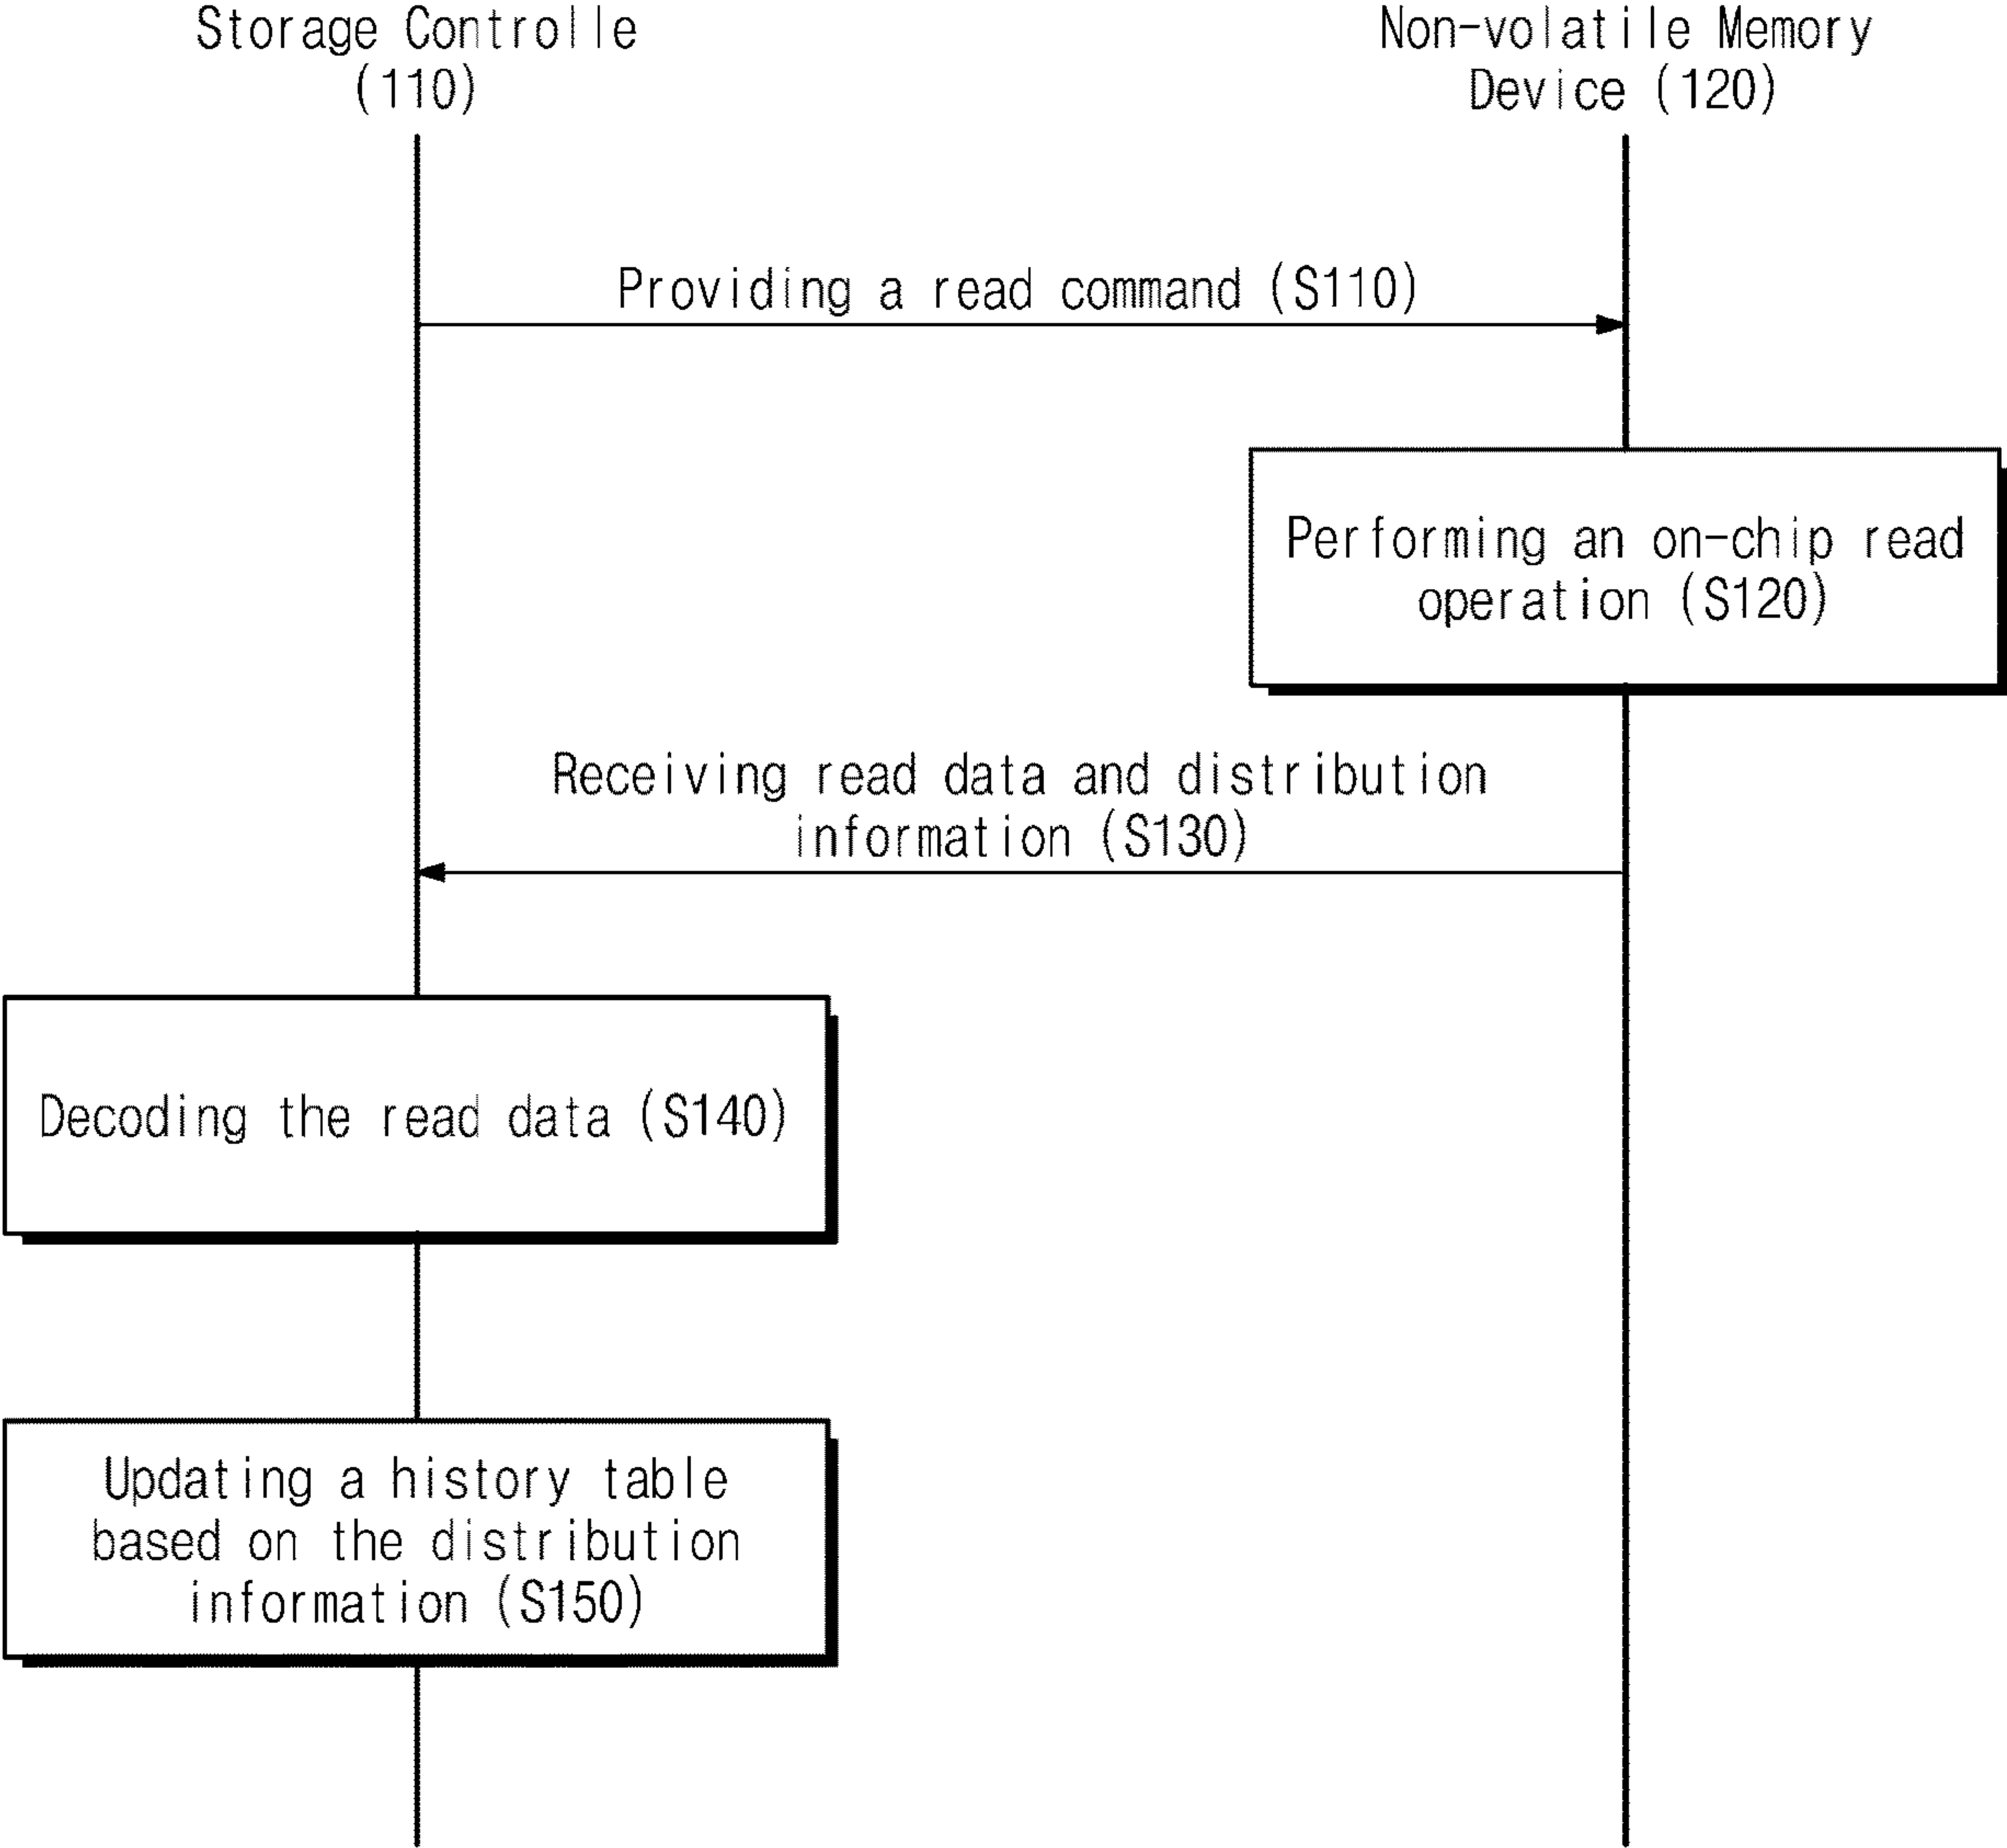 Storage Controlle
(110)
Non-volatile Memory
Device (120)
Providing a read command (S110)
Performing an on-chip read
operation (S120)
Receiving read data and distribution
information (S130)
Decoding the read data (S140)
Updating a history table
based on the distribution
information (S150)